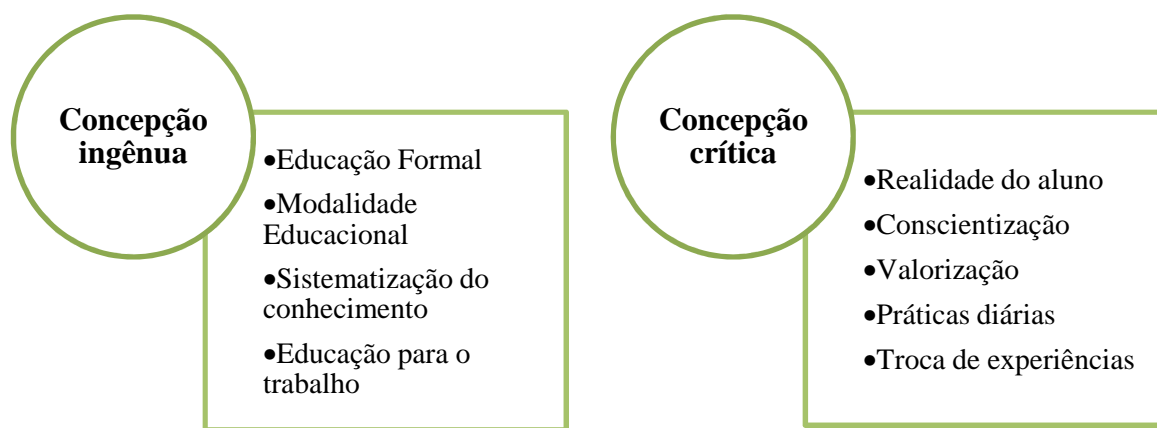 Concepção
ingênua
•Educação Formal
•Modalidade
Educacional
•Sistematização do
conhecimento
•Educação para o
trabalho
Concepção
crítica
•Realidade do aluno
•Conscientização
•Valorização
•Práticas diárias
•Troca de experiências